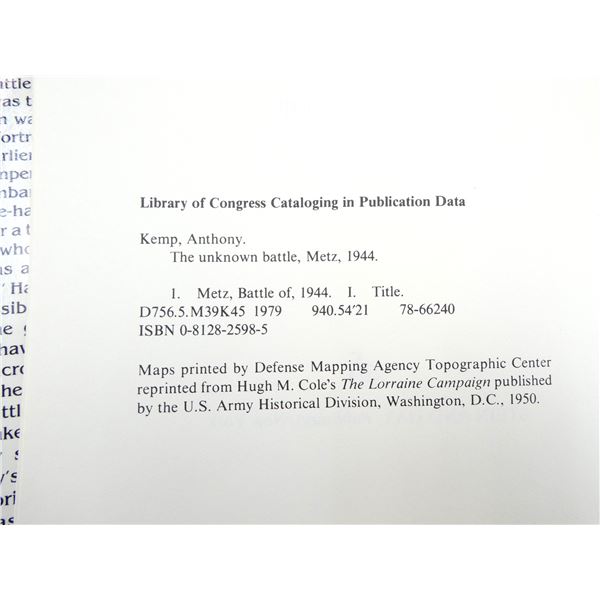 Library of Congress Cataloging in Publication Data
Kemp, Anthony.
The unknown battle, Metz, 1944.
1. Metz, Battle of, 1944. I. Title.
D756.5.M39K45 1979 940.54'21 78-66240
ISBN 0-8128-2598-5
Maps printed by Defense Mapping Agency Topographic Center
reprinted from Hugh M. Cole's The Lorraine Campaign published
by the U.S. Army Historical Division, Washington, D.C., 1950.